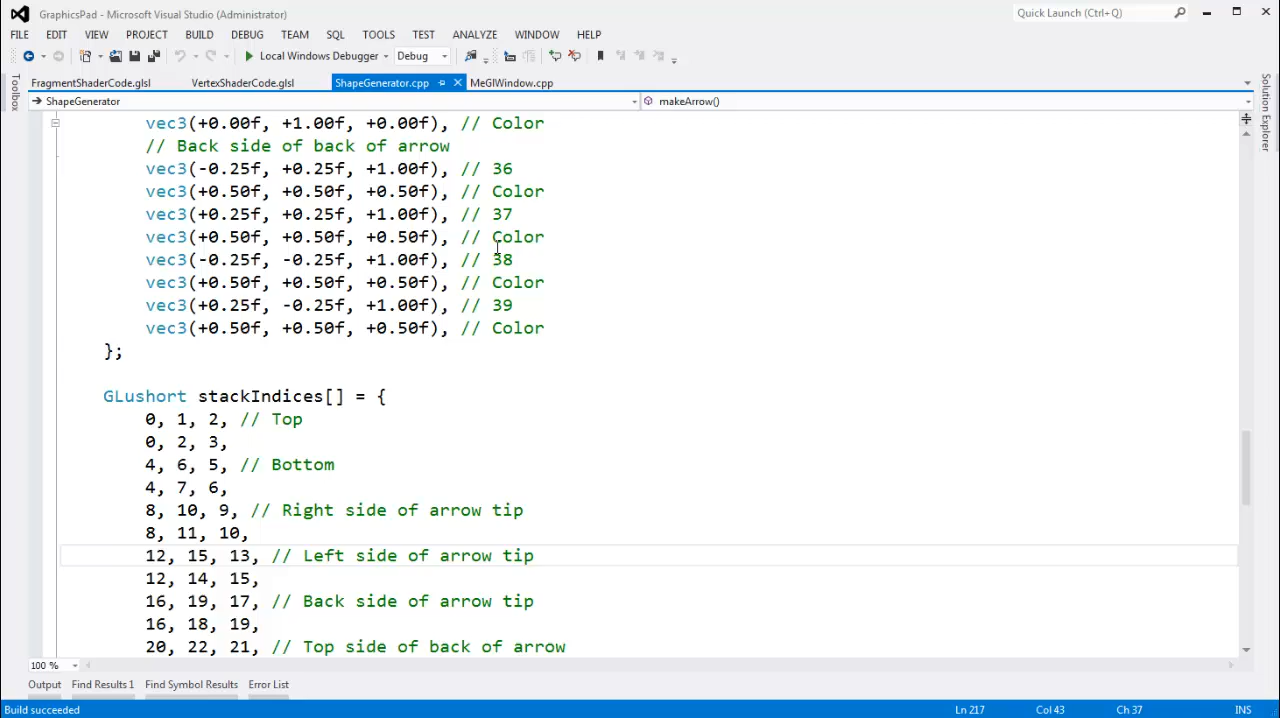 GraphicsPad - Microsoft Visual Studio (Administrator)
Quick Launch (Ctrl+Q)
FILE EDIT VIEW PROJECT BUILD DEBUG TEAM SQL TOOLS TEST ANALYZE WINDOW HELP
Local Windows Debugger Debug
FragmentShaderCode.glsl VertexShaderCode.glsl ShapeGenerator.cpp MeGlWindow.cpp
ShapeGenerator makeArrow()
Toolbox
Solution Explorer
vec3(+0.00f, +1.00f, +0.00f), // Color
// Back side of back of arrow
vec3(-0.25f, +0.25f, +1.00f), // 36
vec3(+0.50f, +0.50f, +0.50f), // Color
vec3(+0.25f, +0.25f, +1.00f), // 37
vec3(+0.50f, +0.50f, +0.50f), // Color
vec3(-0.25f, -0.25f, +1.00f), // 38
vec3(+0.50f, +0.50f, +0.50f), // Color
vec3(+0.25f, -0.25f, +1.00f), // 39
vec3(+0.50f, +0.50f, +0.50f), // Color
};
GLushort stackIndices[] = {
0, 1, 2, // Top
0, 2, 3,
4, 6, 5, // Bottom
4, 7, 6,
8, 10, 9, // Right side of arrow tip
8, 11, 10,
12, 15, 13, // Left side of arrow tip
12, 14, 15,
16, 19, 17, // Back side of arrow tip
16, 18, 19,
20, 22, 21, // Top side of back of arrow
100 %
Output Find Results 1 Find Symbol Results Error List
Build succeeded Ln 217 Col 43 Ch 37 INS